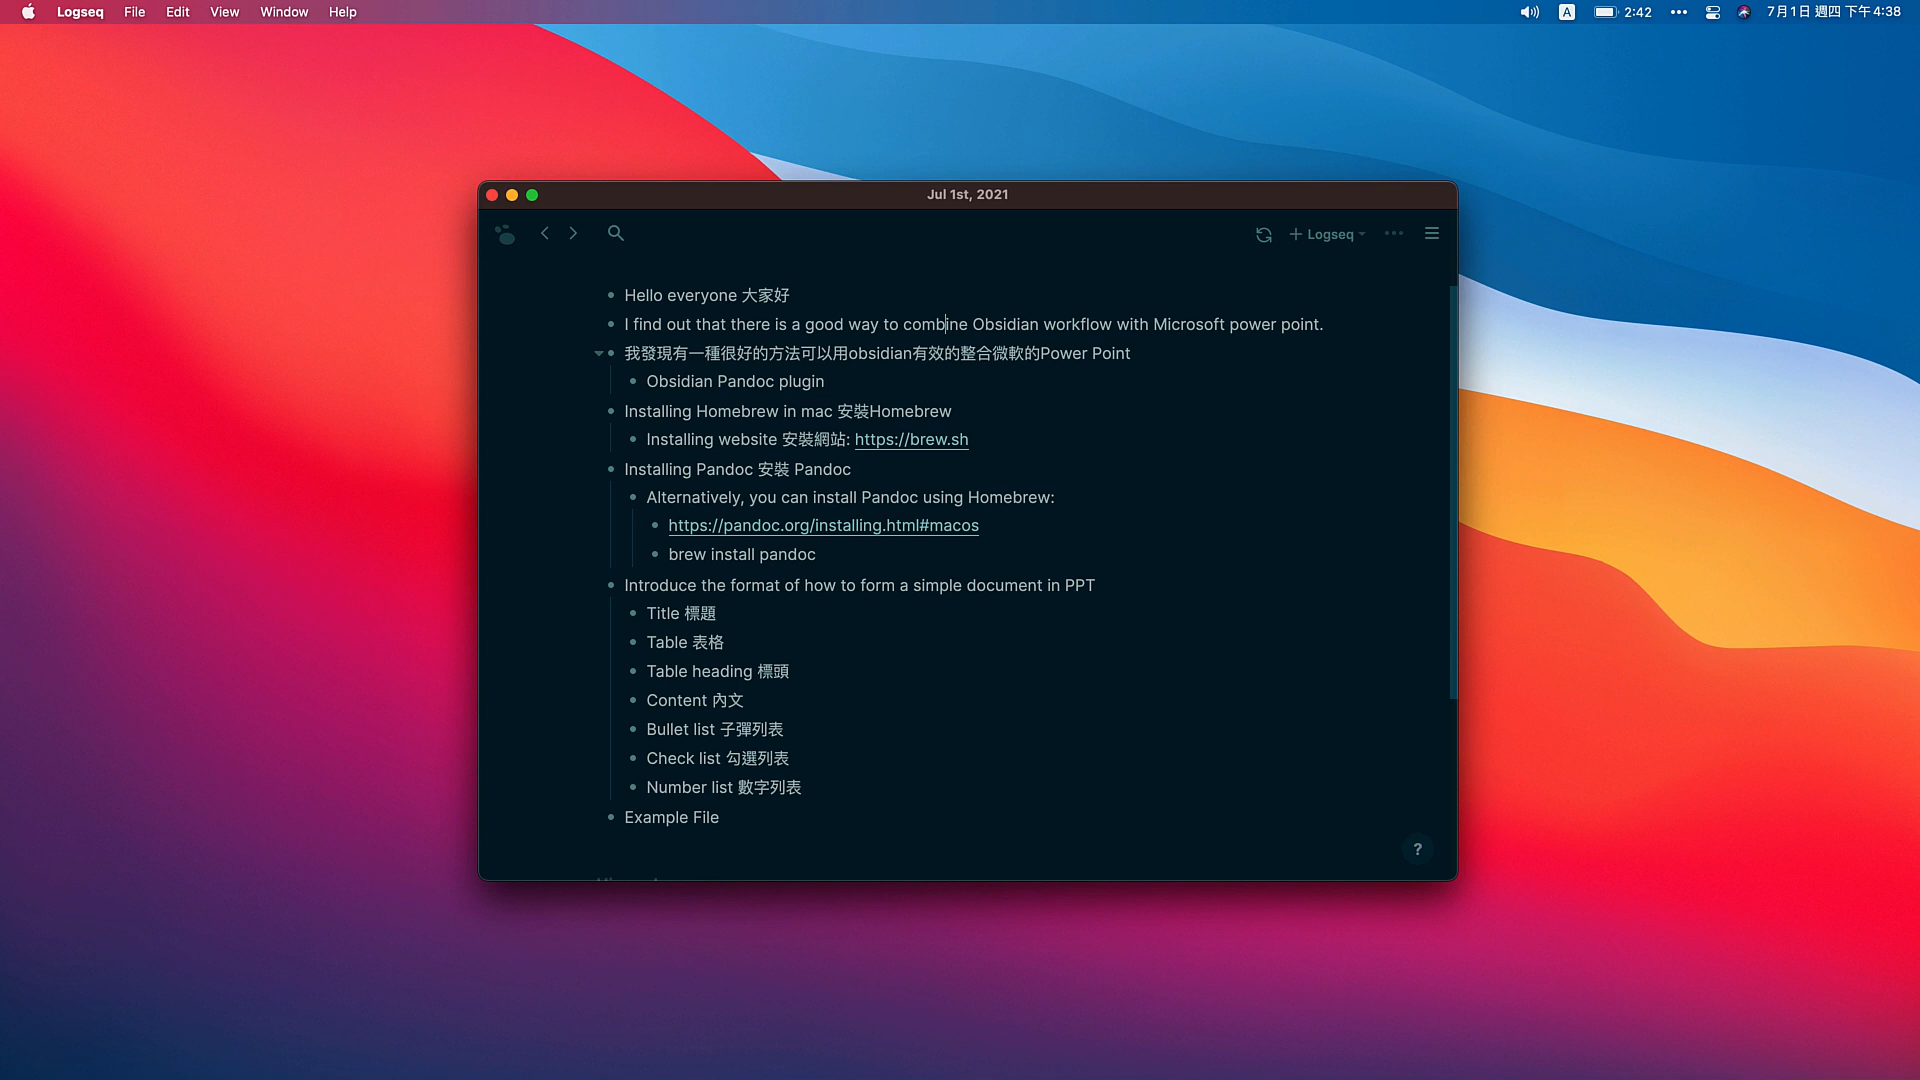 Logseq File Edit View Window Help
A 2:42 7月1日 週四 下午4:38
Jul 1st, 2021
Logseq
Hello everyone 大家好
I find out that there is a good way to combine Obsidian workflow with Microsoft power point.
我發現有一種很好的方法可以用obsidian有效的整合微軟的Power Point
Obsidian Pandoc plugin
Installing Homebrew in mac 安裝Homebrew
Installing website 安裝網站: https://brew.sh
Installing Pandoc 安裝 Pandoc
Alternatively, you can install Pandoc using Homebrew:
https://pandoc.org/installing.html#macos
brew install pandoc
Introduce the format of how to form a simple document in PPT
Title 標題
Table 表格
Table heading 標頭
Content 內文
Bullet list 子彈列表
Check list 勾選列表
Number list 數字列表
Example File
?